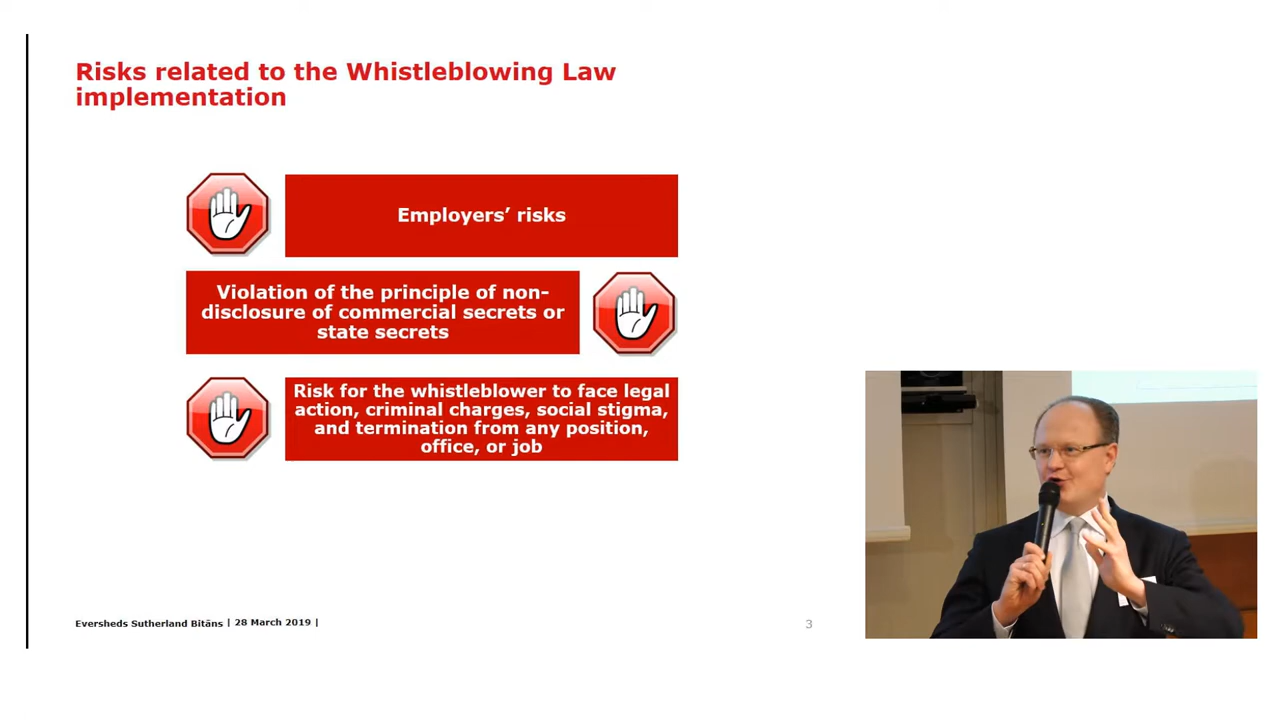 Risks related to the Whistleblowing Law
implementation
Employers’ risks
Violation of the principle of non-
disclosure of commercial secrets or
state secrets
Risk for the whistleblower to face legal
action, criminal charges, social stigma,
and termination from any position,
office, or job
Eversheds Sutherland Bitāns | 28 March 2019 |
3